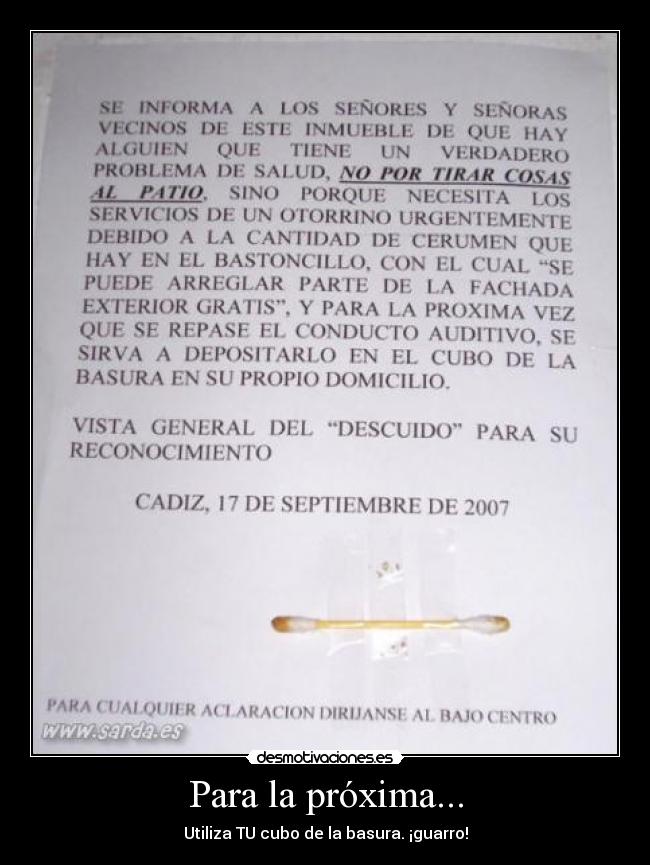 SE INFORMA A LOS SEÑORES Y SEÑORAS
VECINOS DE ESTE INMUEBLE DE QUE HAY
ALGUIEN QUE TIENE UN VERDADERO
PROBLEMA DE SALUD, NO POR TIRAR COSAS
AL PATIO, SINO PORQUE NECESITA LOS
SERVICIOS DE UN OTORRINO URGENTEMENTE
DEBIDO A LA CANTIDAD DE CERUMEN QUE
HAY EN EL BASTONCILLO, CON EL CUAL “SE
PUEDE ARREGLAR PARTE DE LA FACHADA
EXTERIOR GRATIS”, Y PARA LA PROXIMA VEZ
QUE SE REPASE EL CONDUCTO AUDITIVO, SE
SIRVA A DEPOSITARLO EN EL CUBO DE LA
BASURA EN SU PROPIO DOMICILIO.
VISTA GENERAL DEL “DESCUIDO” PARA SU
RECONOCIMIENTO
CADIZ, 17 DE SEPTIEMBRE DE 2007
PARA CUALQUIER ACLARACION DIRIJANSE AL BAJO CENTRO
www.sarda.es
desmotivaciones.es
Para la próxima...
Utiliza TU cubo de la basura. ¡guarro!